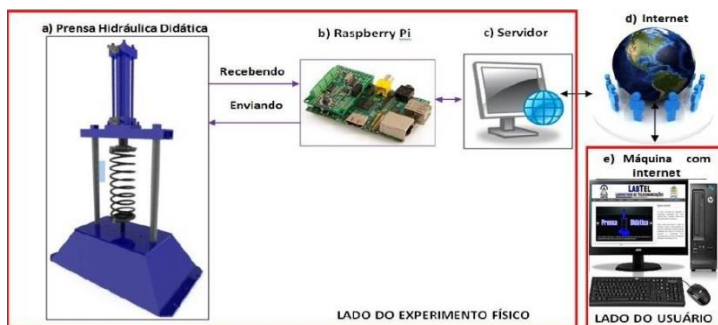 a) Prensa Hidráulica Didática
b) Raspberry Pi
c) Servidor
d) Internet
Recebendo
Enviando
e) Máquina com
internet
LABTEL
Prensa Didática
LADO DO EXPERIMENTO FÍSICO
LADO DO USUÁRIO